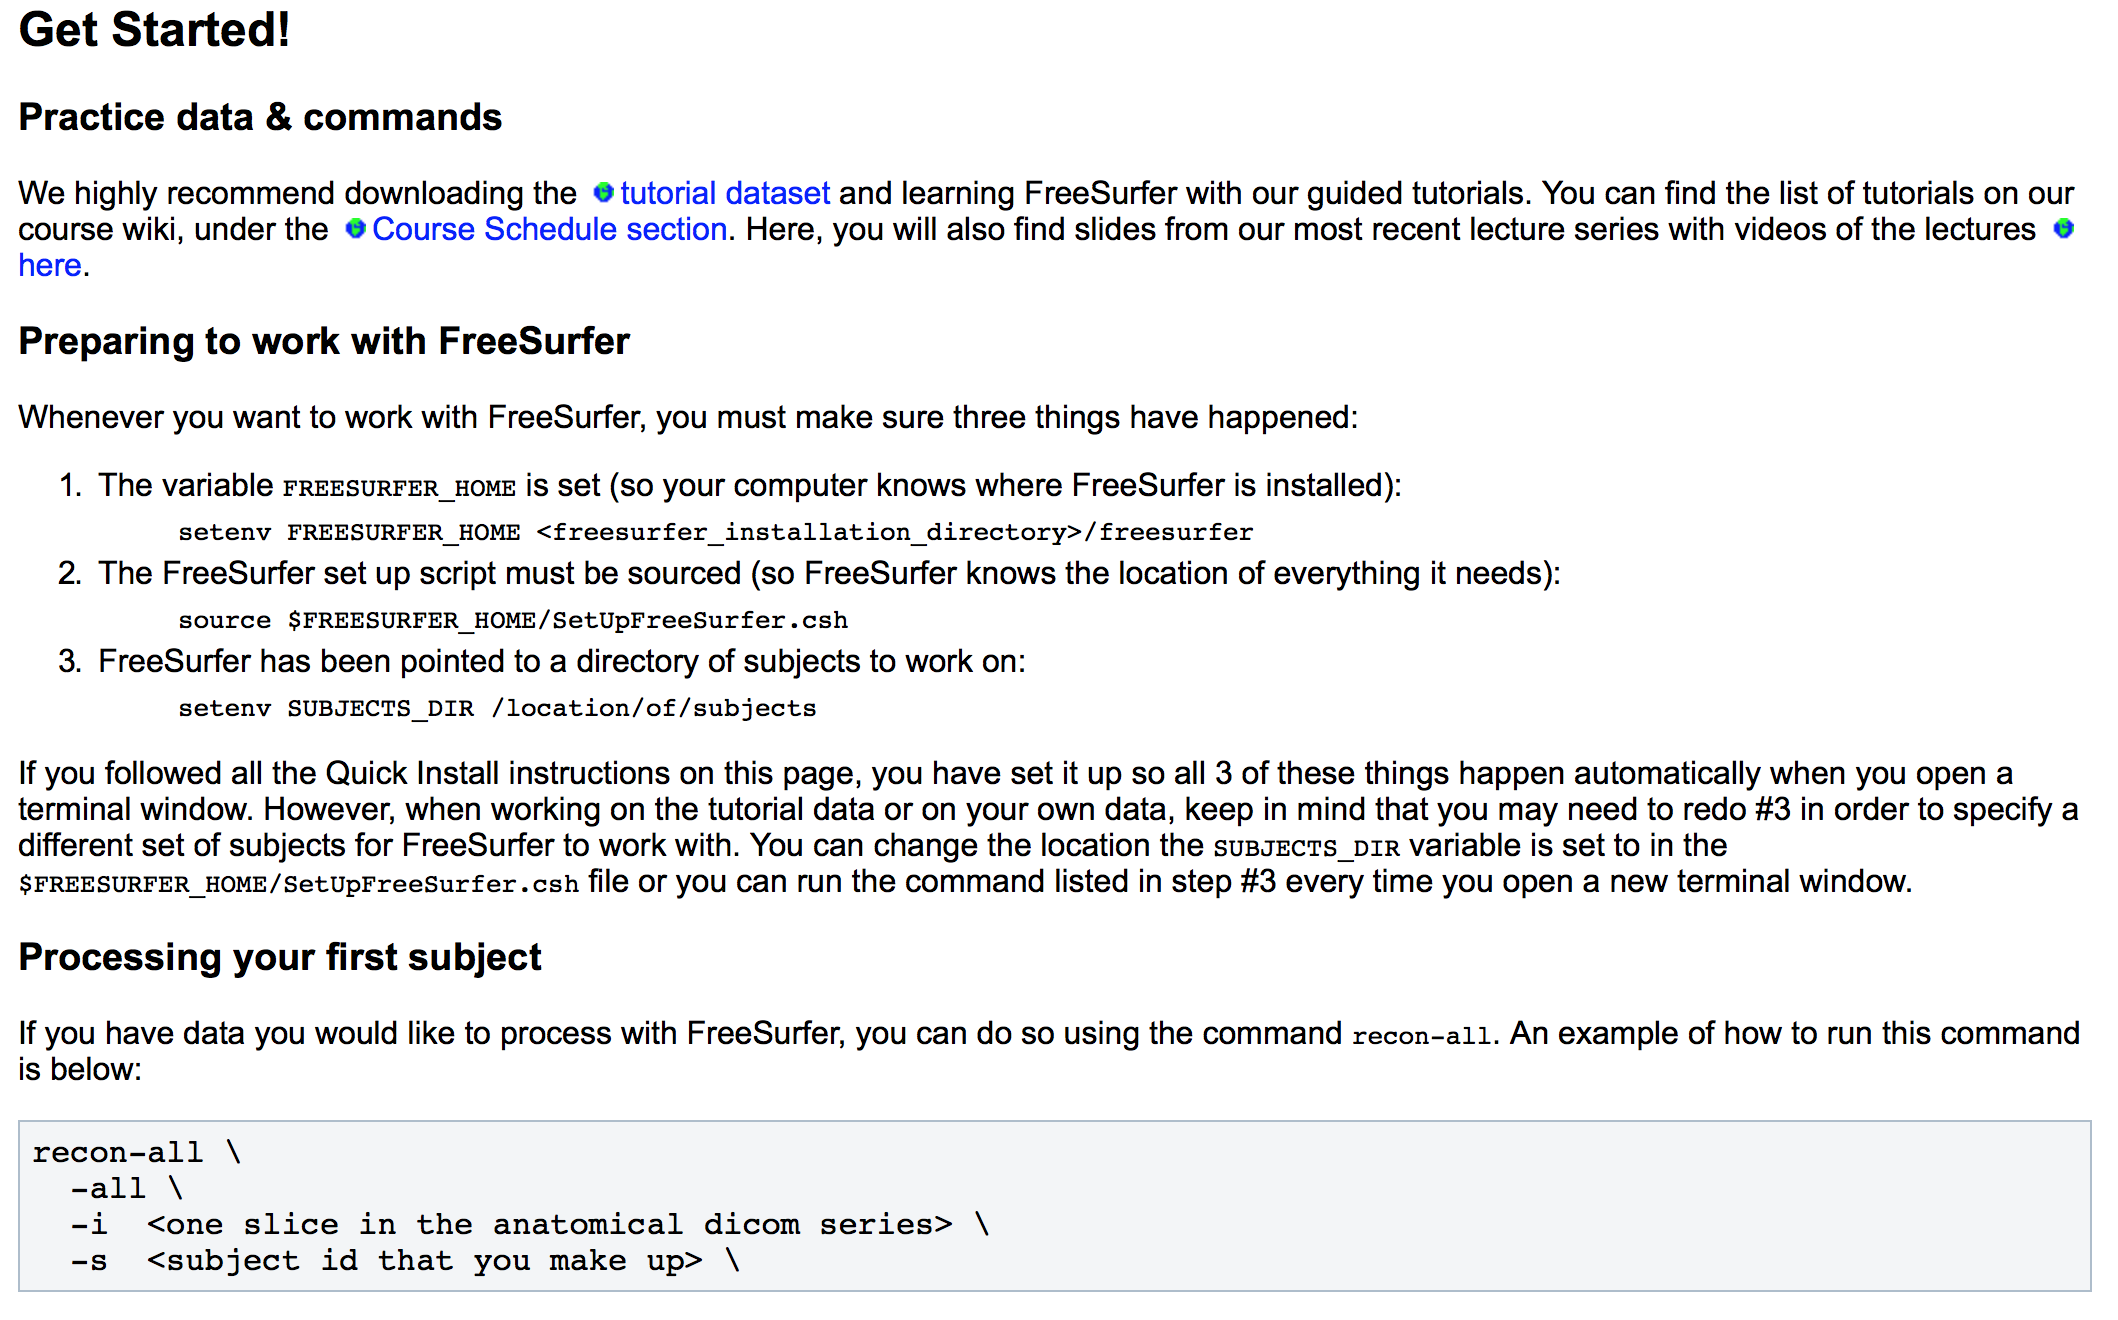 Get Started!
Practice data & commands
We highly recommend downloading the tutorial dataset and learning FreeSurfer with our guided tutorials. You can find the list of tutorials on our
course wiki, under the Course Schedule section. Here, you will also find slides from our most recent lecture series with videos of the lectures
here.
Preparing to work with FreeSurfer
Whenever you want to work with FreeSurfer, you must make sure three things have happened:
1. The variable FREESURFER_HOME is set (so your computer knows where FreeSurfer is installed):
setenv FREESURFER_HOME <freesurfer_installation_directory>/freesurfer
2. The FreeSurfer set up script must be sourced (so FreeSurfer knows the location of everything it needs):
source $FREESURFER_HOME/SetUpFreeSurfer.csh
3. FreeSurfer has been pointed to a directory of subjects to work on:
setenv SUBJECTS_DIR /location/of/subjects
If you followed all the Quick Install instructions on this page, you have set it up so all 3 of these things happen automatically when you open a
terminal window. However, when working on the tutorial data or on your own data, keep in mind that you may need to redo #3 in order to specify a
different set of subjects for FreeSurfer to work with. You can change the location the SUBJECTS_DIR variable is set to in the
$FREESURFER_HOME/SetUpFreeSurfer.csh file or you can run the command listed in step #3 every time you open a new terminal window.
Processing your first subject
If you have data you would like to process with FreeSurfer, you can do so using the command recon-all. An example of how to run this command
is below:
recon-all \
  -all \
  -i  <one slice in the anatomical dicom series> \
  -s  <subject id that you make up> \